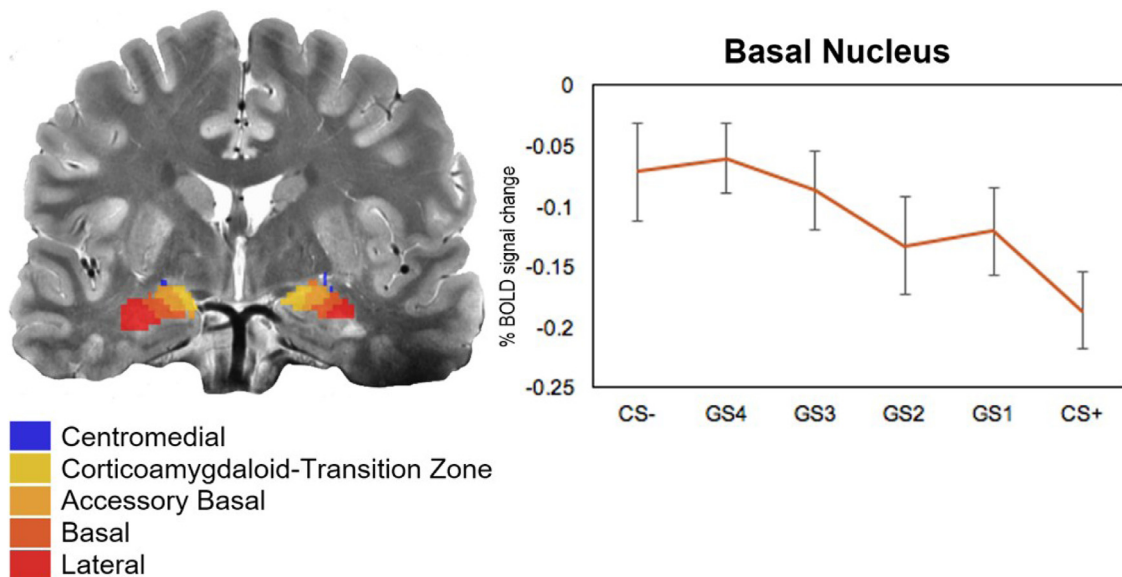 Basal Nucleus
% BOLD signal change
0
-0.05
-0.1
-0.15
-0.2
-0.25
CS-
GS4
GS3
GS2
GS1
CS+
Centromedial
Corticoamygdaloid-Transition Zone
Accessory Basal
Basal
Lateral